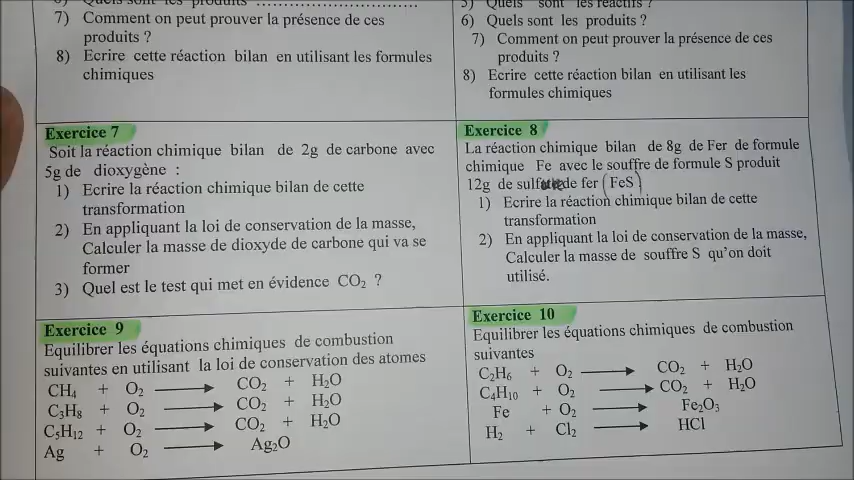 6) Quels sont les produits ..............................
7) Comment on peut prouver la présence de ces
produits ?
8) Ecrire cette réaction bilan en utilisant les formules
chimiques
5) Quels sont les réactifs ?
6) Quels sont les produits ?
7) Comment on peut prouver la présence de ces
produits ?
8) Ecrire cette réaction bilan en utilisant les
formules chimiques
Exercice 7
Soit la réaction chimique bilan de 2g de carbone avec
5g de dioxygène :
1) Ecrire la réaction chimique bilan de cette
transformation
2) En appliquant la loi de conservation de la masse,
Calculer la masse de dioxyde de carbone qui va se
former
3) Quel est le test qui met en évidence CO₂ ?
Exercice 8
La réaction chimique bilan de 8g de Fer de formule
chimique Fe avec le souffre de formule S produit
12g de sulf de fer (FeS)
1) Ecrire la réaction chimique bilan de cette
transformation
2) En appliquant la loi de conservation de la masse,
Calculer la masse de souffre S qu'on doit
utilisé.
Exercice 9
Equilibrer les équations chimiques de combustion
suivantes en utilisant la loi de conservation des atomes
CH₄ + O₂ ⟶ CO₂ + H₂O
C₃H₈ + O₂ ⟶ CO₂ + H₂O
C₅H₁₂ + O₂ ⟶ CO₂ + H₂O
Ag + O₂ ⟶ Ag₂O
Exercice 10
Equilibrer les équations chimiques de combustion
suivantes
C₂H₆ + O₂ ⟶ CO₂ + H₂O
C₄H₁₀ + O₂ ⟶ CO₂ + H₂O
Fe + O₂ ⟶ Fe₂O₃
H₂ + Cl₂ ⟶ HCl